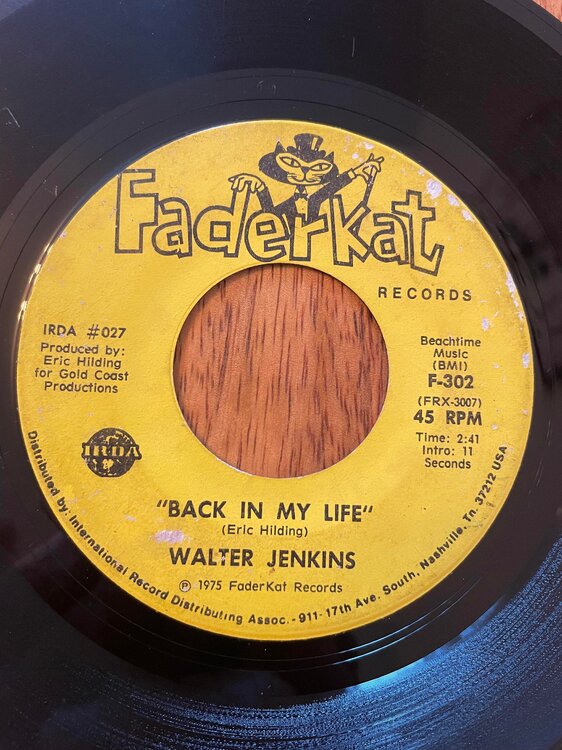 FaderKat
RECORDS
IRDA #027
Produced by:
Eric Hilding
for Gold Coast
Productions
Beachtime
Music
(BMI)
F-302
(FRX-3007)
45 RPM
Time: 2:41
Intro: 11
Seconds
IRDA
"BACK IN MY LIFE"
(Eric Hilding)
WALTER JENKINS
℗ 1975 FaderKat Records
Distributed by: International Record Distributing Assoc. - 911-17th Ave. South, Nashville, Tn. 37212 USA